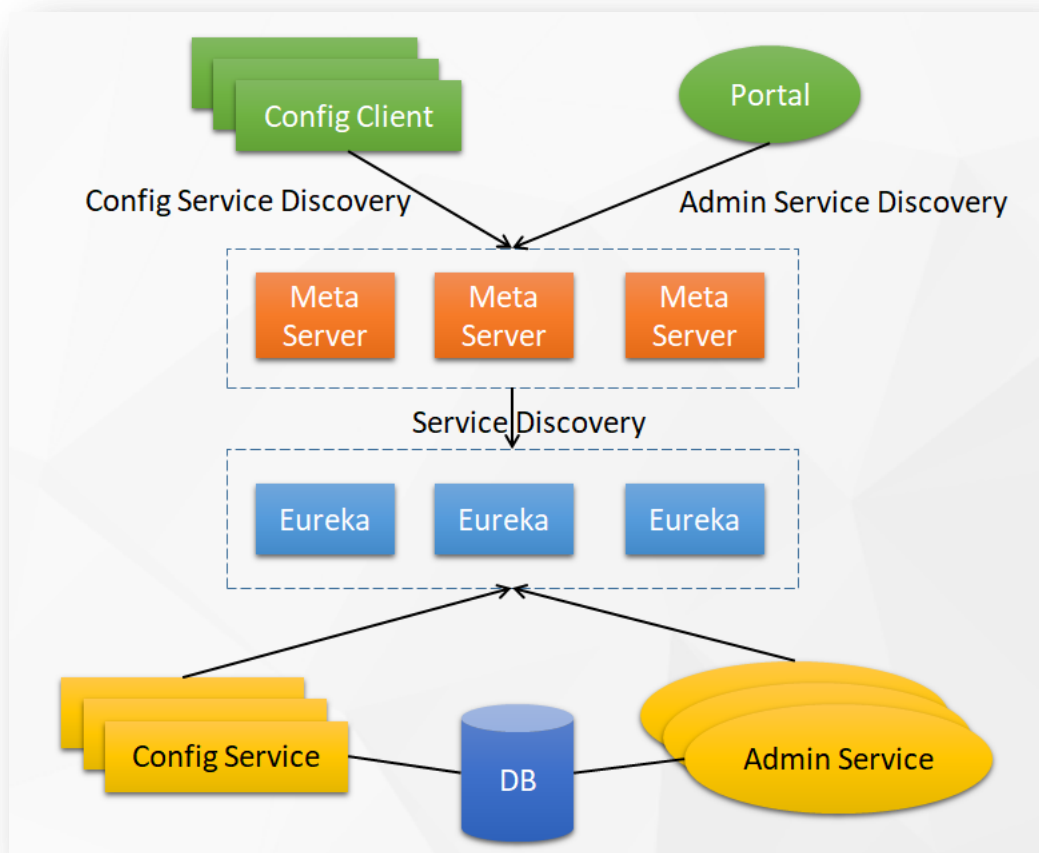 Config Client
Portal
Config Service Discovery
Admin Service Discovery
Meta
Server
Meta
Server
Meta
Server
Service Discovery
Eureka
Eureka
Eureka
Config Service
DB
Admin Service